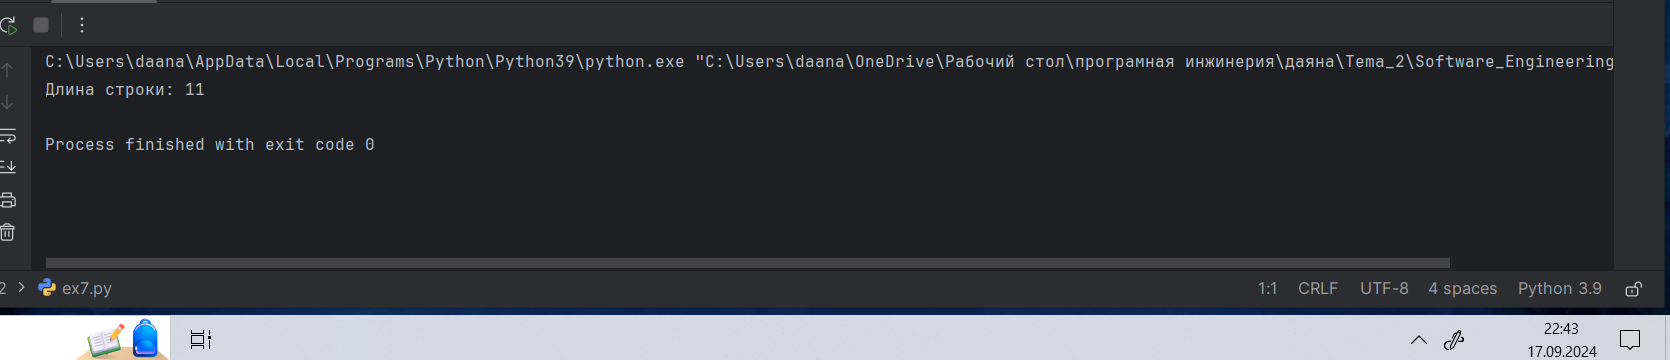 C:\Users\daana\AppData\Local\Programs\Python\Python39\python.exe "C:\Users\daana\OneDrive\Рабочий стол\програмная инжинерия\даяна\Tema_2\Software_Engineering
Длина строки: 11
Process finished with exit code 0
2 > ex7.py 1:1 CRLF UTF-8 4 spaces Python 3.9
22:43
17.09.2024